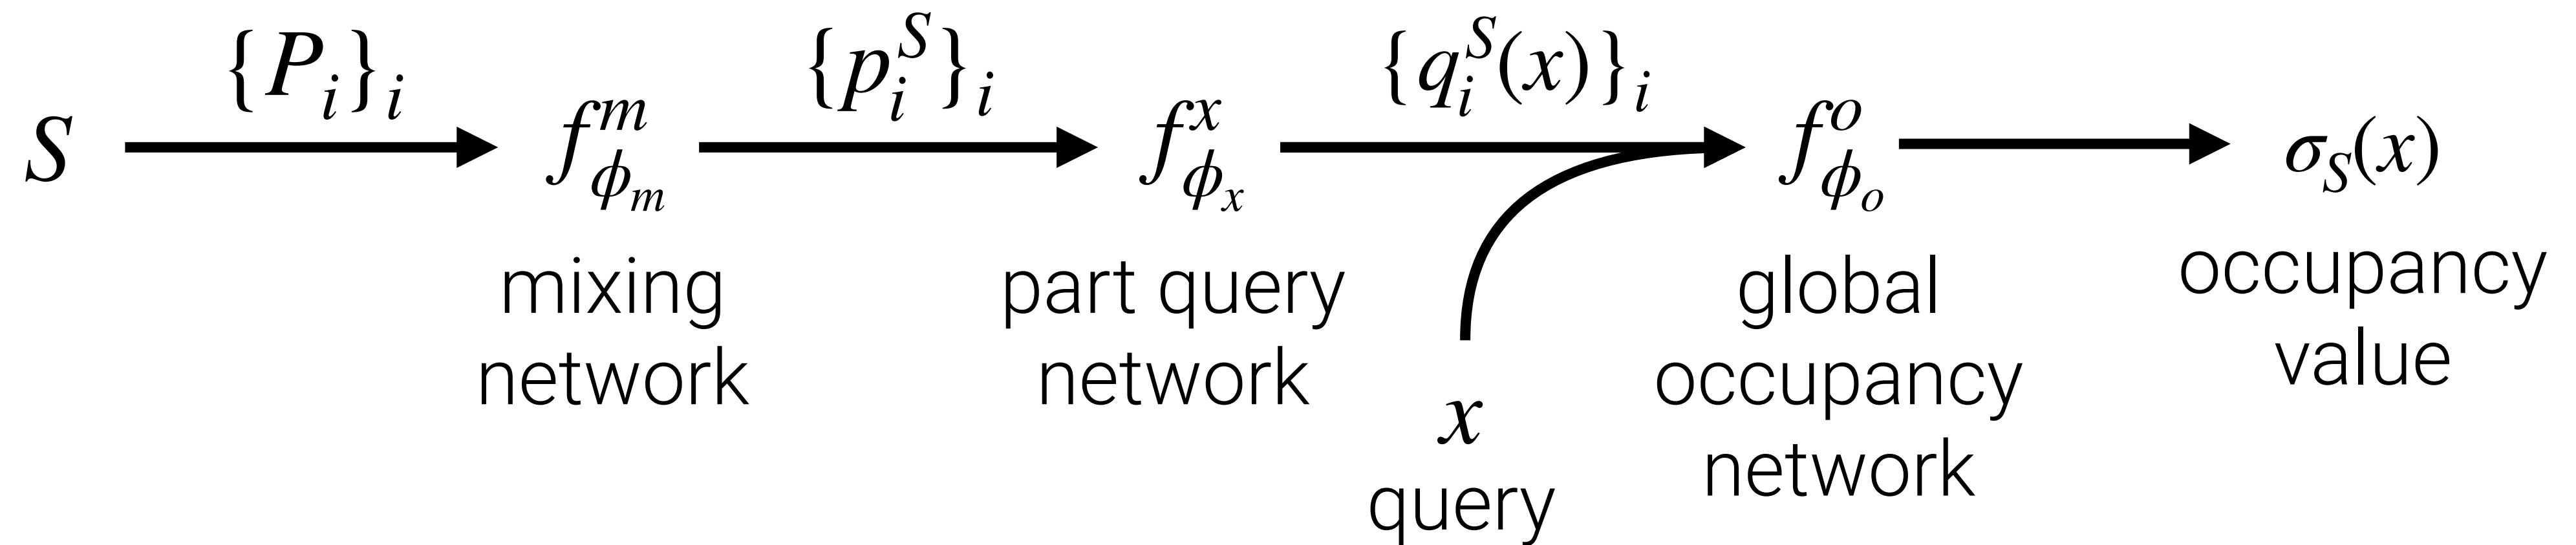 S
{P_i}_i
f^m_{ϕ_m}
mixing
network
{p_i^S}_i
f^x_{ϕ_x}
part query
network
{q_i^S(x)}_i
x
query
f^o_{ϕ_o}
global
occupancy
network
σ_S(x)
occupancy
value